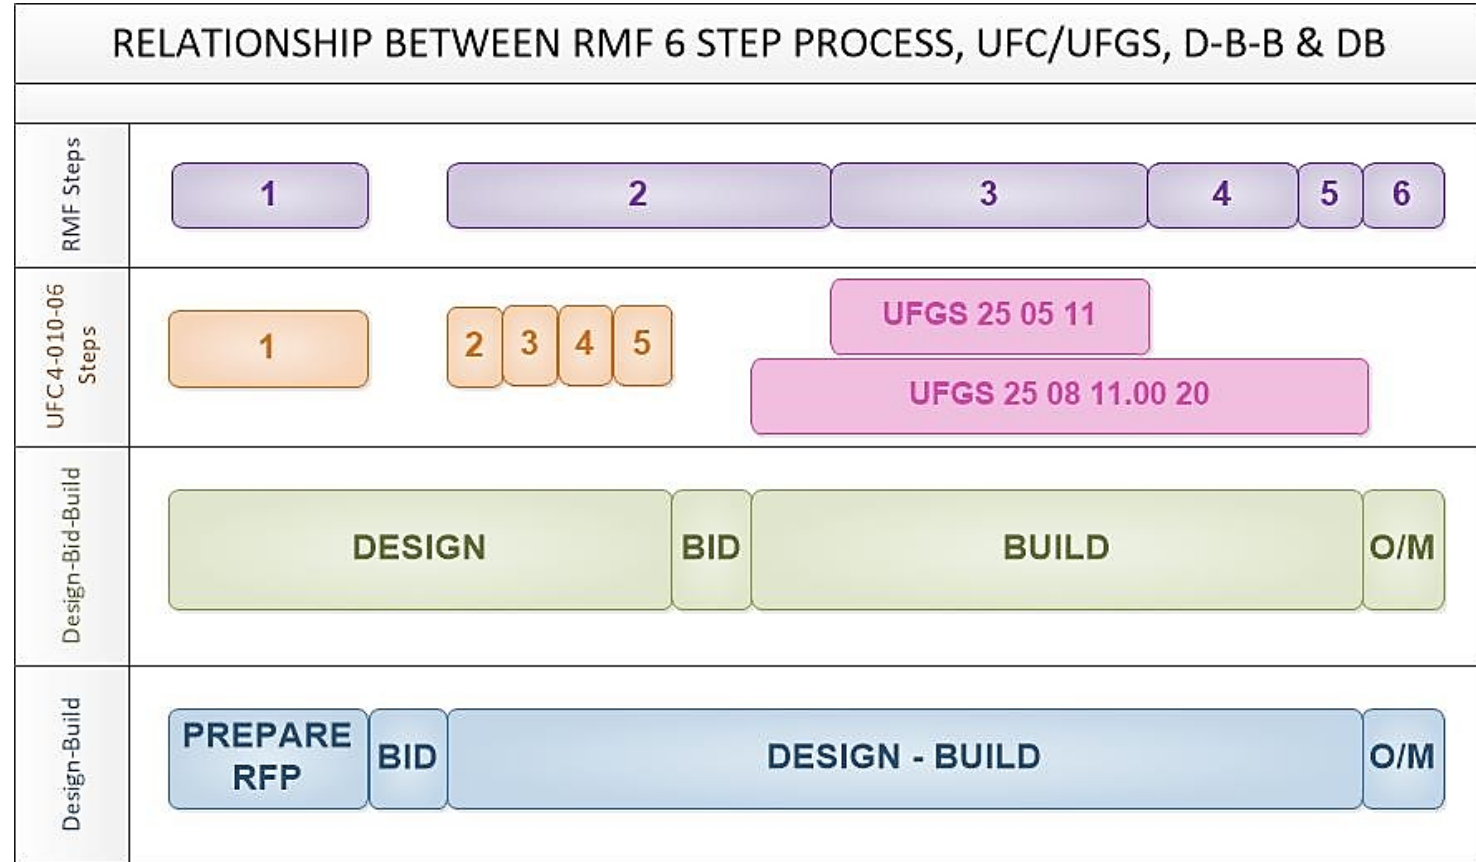 RELATIONSHIP BETWEEN RMF 6 STEP PROCESS, UFC/UFGS, D-B-B & DB
RMF Steps
1
2
3
4
5
6
UFC 4-010-06
Steps
1
2
3
4
5
UFGS 25 05 11
UFGS 25 08 11.00 20
Design-Bid-Build
DESIGN
BID
BUILD
O/M
Design-Build
PREPARE
RFP
BID
DESIGN - BUILD
O/M